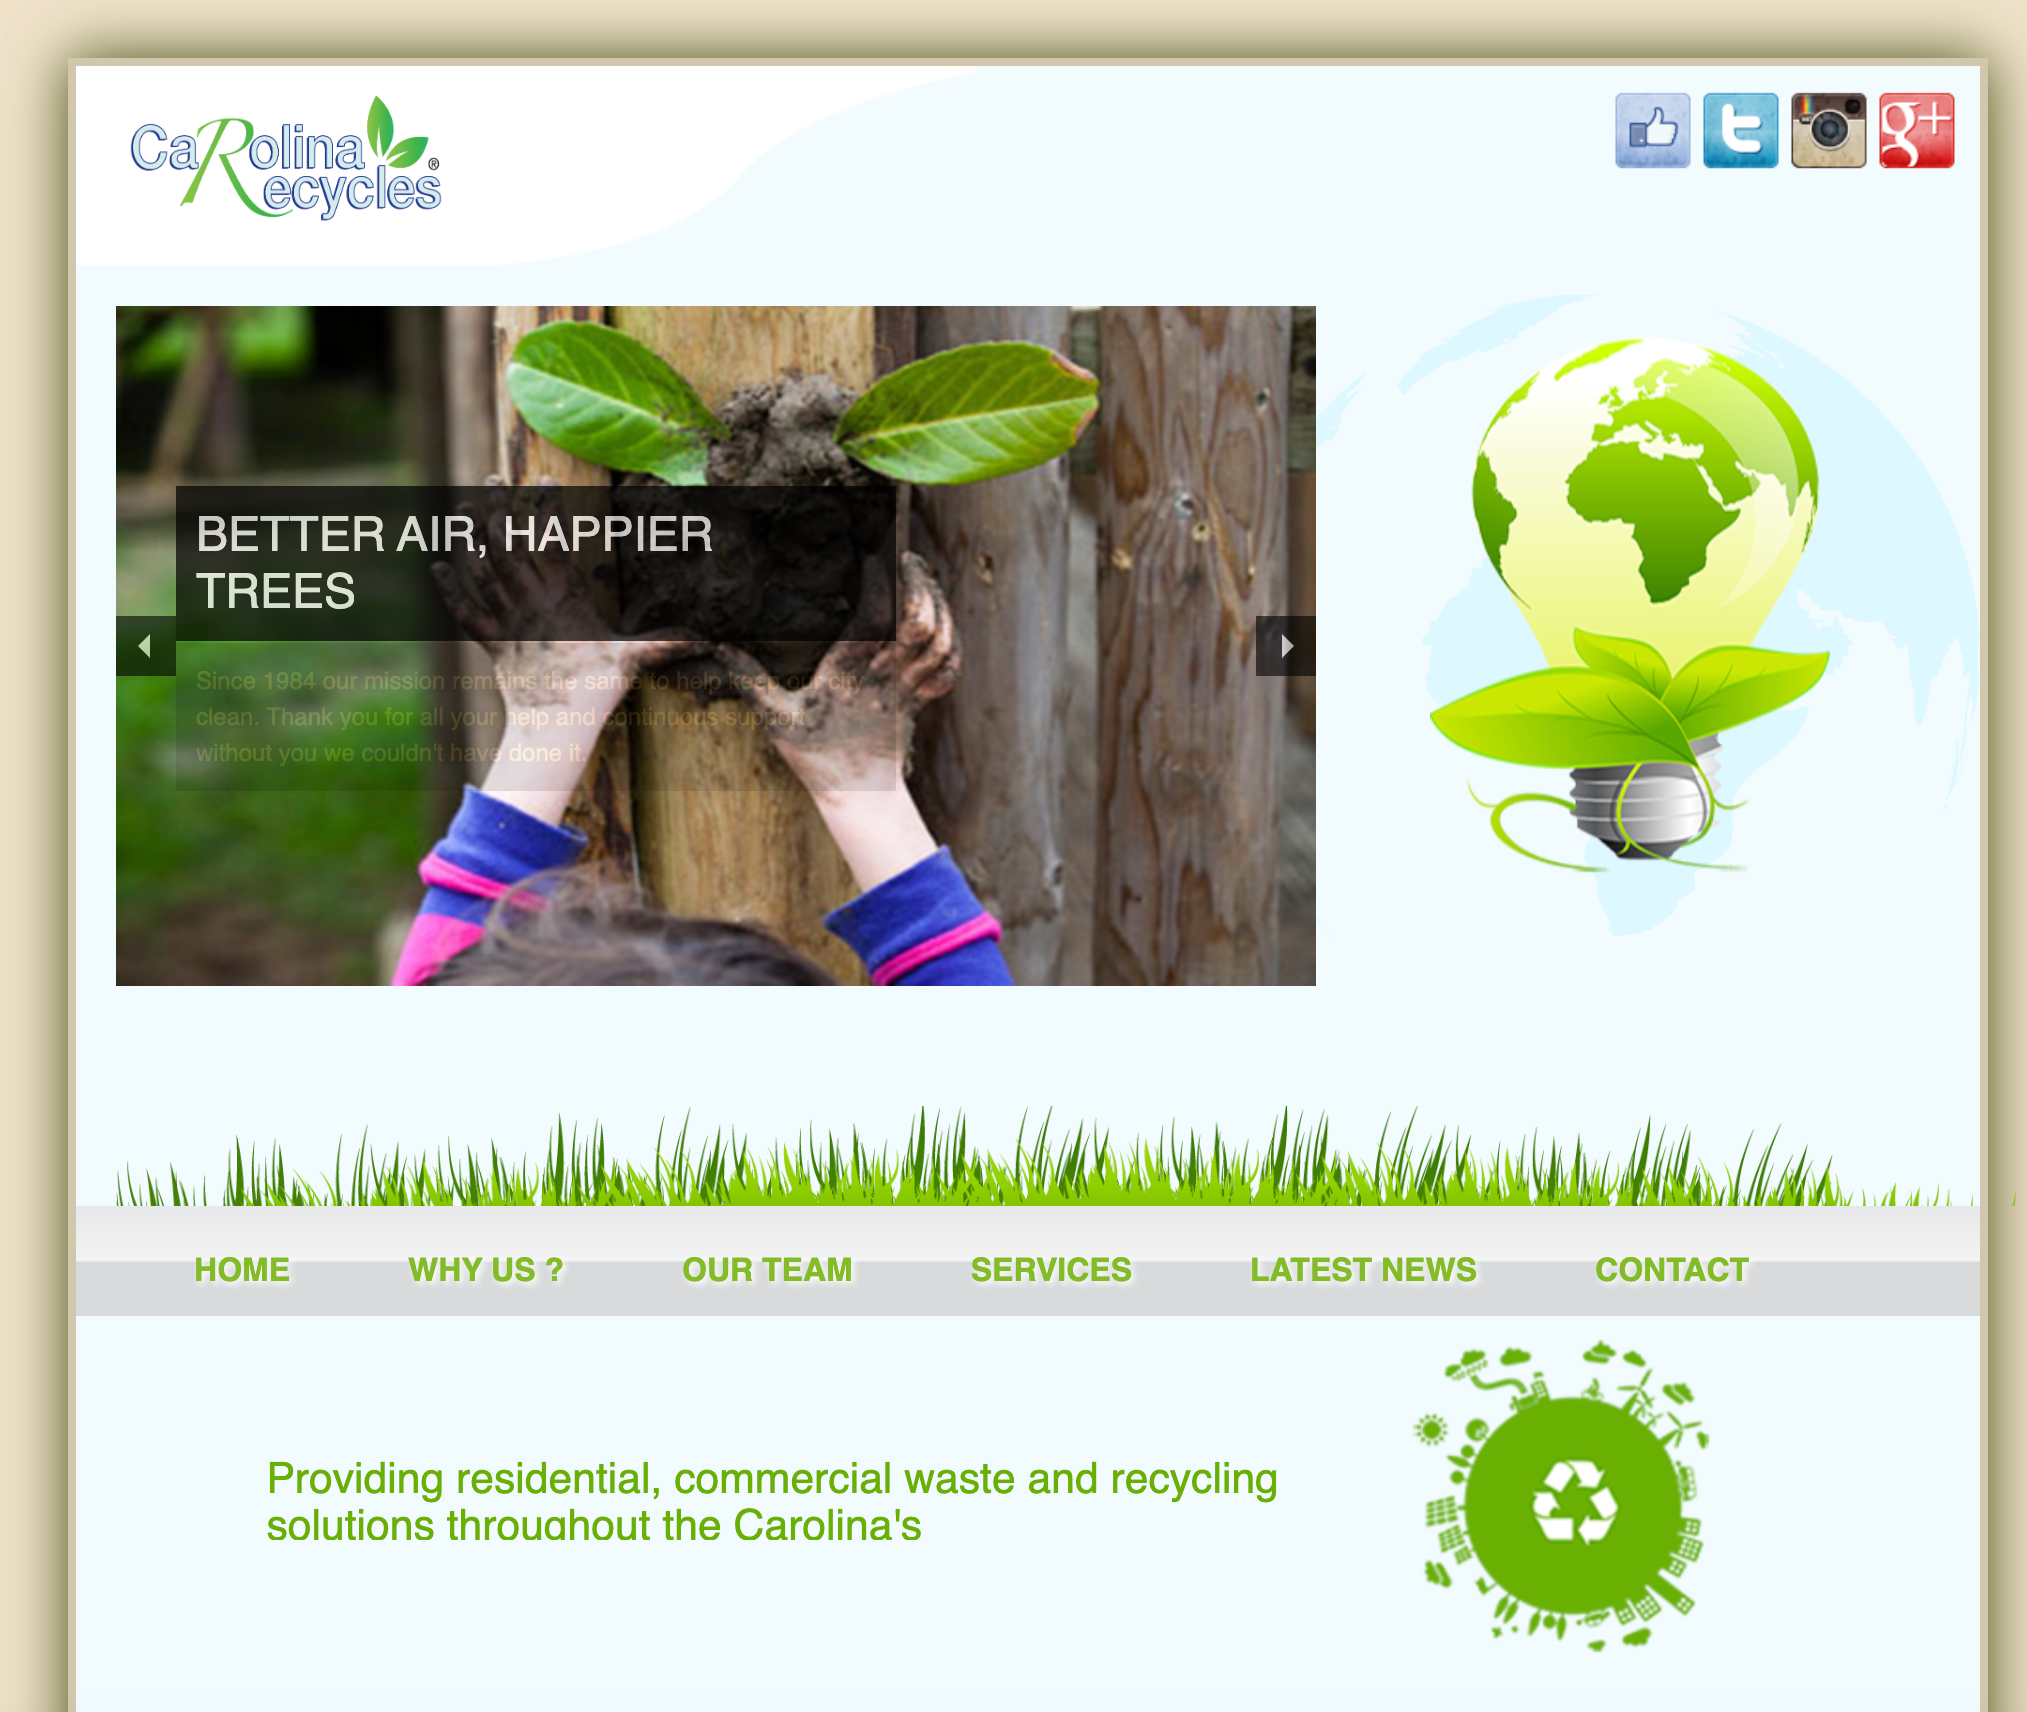 CaRolina
Recycles®
g+
BETTER AIR, HAPPIER
TREES
Since 1984 our mission remains the same to help keep our city
clean. Thank you for all your help and continuous support
without you we couldn't have done it.
HOME WHY US ? OUR TEAM SERVICES LATEST NEWS CONTACT
Providing residential, commercial waste and recycling
solutions throughout the Carolina's